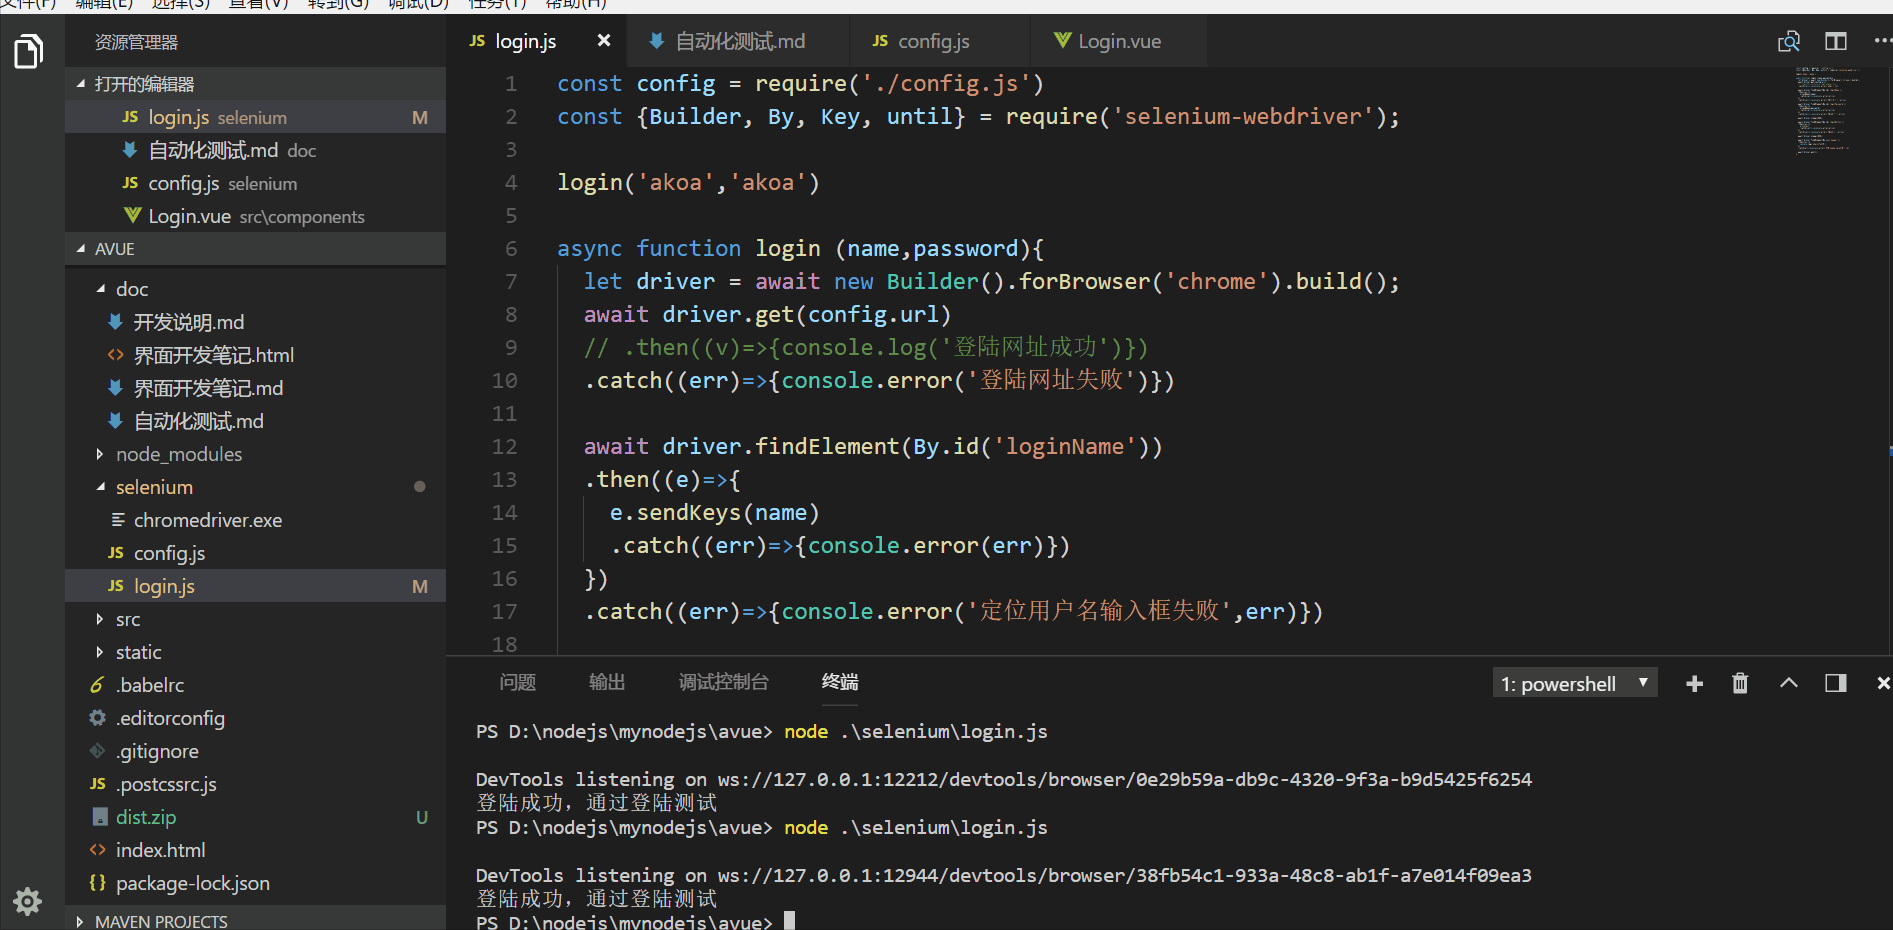 文件(F) 编辑(E) 选择(S) 查看(V) 转到(G) 调试(D) 任务(T) 帮助(H)
资源管理器
打开的编辑器
JS login.js selenium M
自动化测试.md doc
JS config.js selenium
Login.vue src\components
AVUE
doc
开发说明.md
<> 界面开发笔记.html
界面开发笔记.md
自动化测试.md
node_modules
selenium
chromedriver.exe
JS config.js
JS login.js M
src
static
.babelrc
.editorconfig
.gitignore
JS .postcssrc.js
dist.zip U
<> index.html
{} package-lock.json
MAVEN PROJECTS
JS login.js × 自动化测试.md JS config.js Login.vue
1 const config = require('./config.js')
2 const {Builder, By, Key, until} = require('selenium-webdriver');
3
4 login('akoa','akoa')
5
6 async function login (name,password){
7 let driver = await new Builder().forBrowser('chrome').build();
8 await driver.get(config.url)
9 // .then((v)=>{console.log('登陆网址成功')})
10 .catch((err)=>{console.error('登陆网址失败')})
11
12 await driver.findElement(By.id('loginName'))
13 .then((e)=>{
14 e.sendKeys(name)
15 .catch((err)=>{console.error(err)})
16 })
17 .catch((err)=>{console.error('定位用户名输入框失败',err)})
18
问题 输出 调试控制台 终端 1: powershell
PS D:\nodejs\mynodejs\avue> node .\selenium\login.js
DevTools listening on ws://127.0.0.1:12212/devtools/browser/0e29b59a-db9c-4320-9f3a-b9d5425f6254
登陆成功，通过登陆测试
PS D:\nodejs\mynodejs\avue> node .\selenium\login.js
DevTools listening on ws://127.0.0.1:12944/devtools/browser/38fb54c1-933a-48c8-ab1f-a7e014f09ea3
登陆成功，通过登陆测试
PS D:\nodejs\mynodejs\avue>